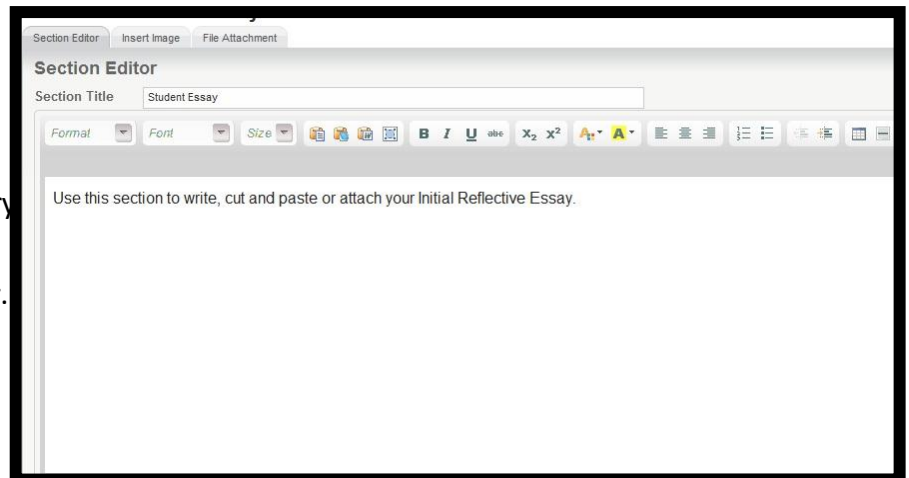 Section Editor Insert Image File Attachment
Section Editor
Section Title Student Essay
Format Font Size B I U abc X₂ X² A A
Use this section to write, cut and paste or attach your Initial Reflective Essay.